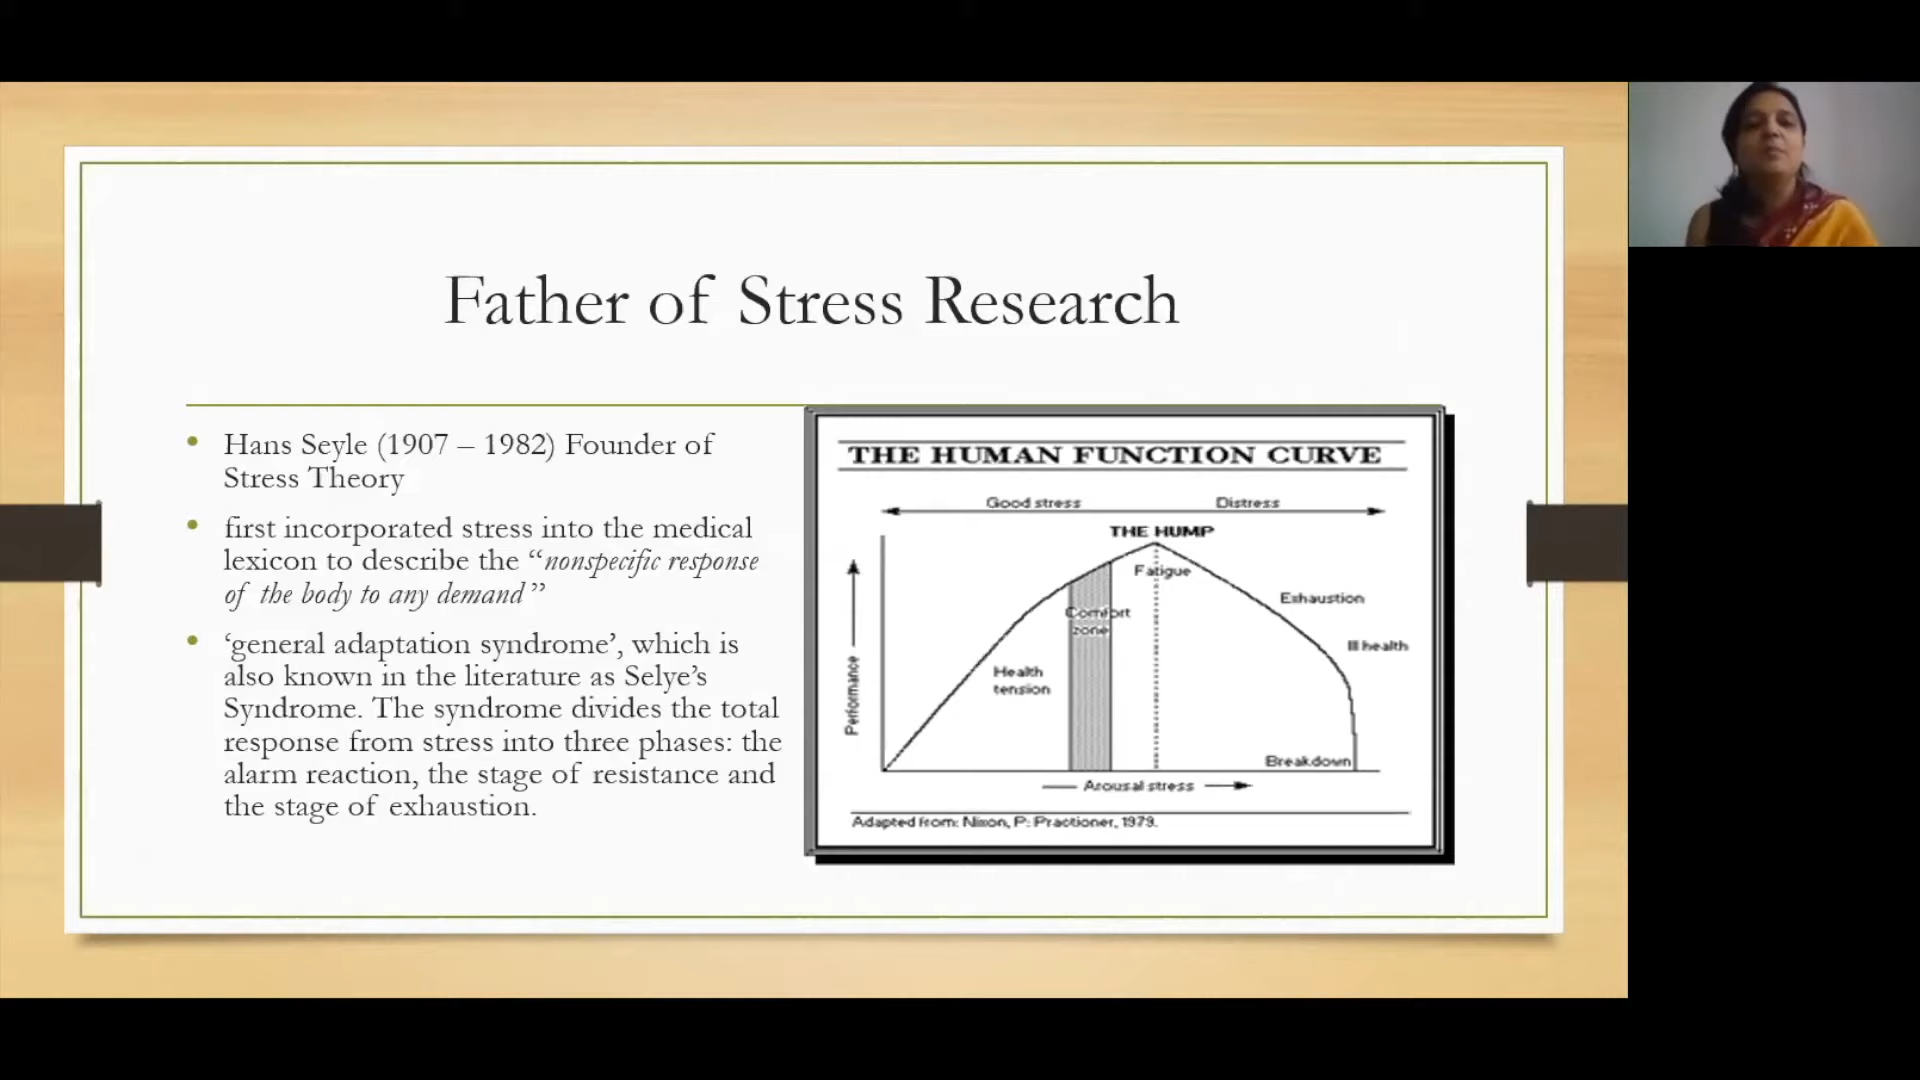 Father of Stress Research
• Hans Seyle (1907 – 1982) Founder of
Stress Theory
• first incorporated stress into the medical
lexicon to describe the “nonspecific response
of the body to any demand”
• ‘general adaptation syndrome’, which is
also known in the literature as Selye’s
Syndrome. The syndrome divides the total
response from stress into three phases: the
alarm reaction, the stage of resistance and
the stage of exhaustion.
THE HUMAN FUNCTION CURVE
Good stress Distress
THE HUMP
Fatigue
Exhaustion
Comfort
zone
Ill health
Health
tension
Performance
Breakdown
Arousal stress
Adapted from: Nixon, P: Practioner, 1979.